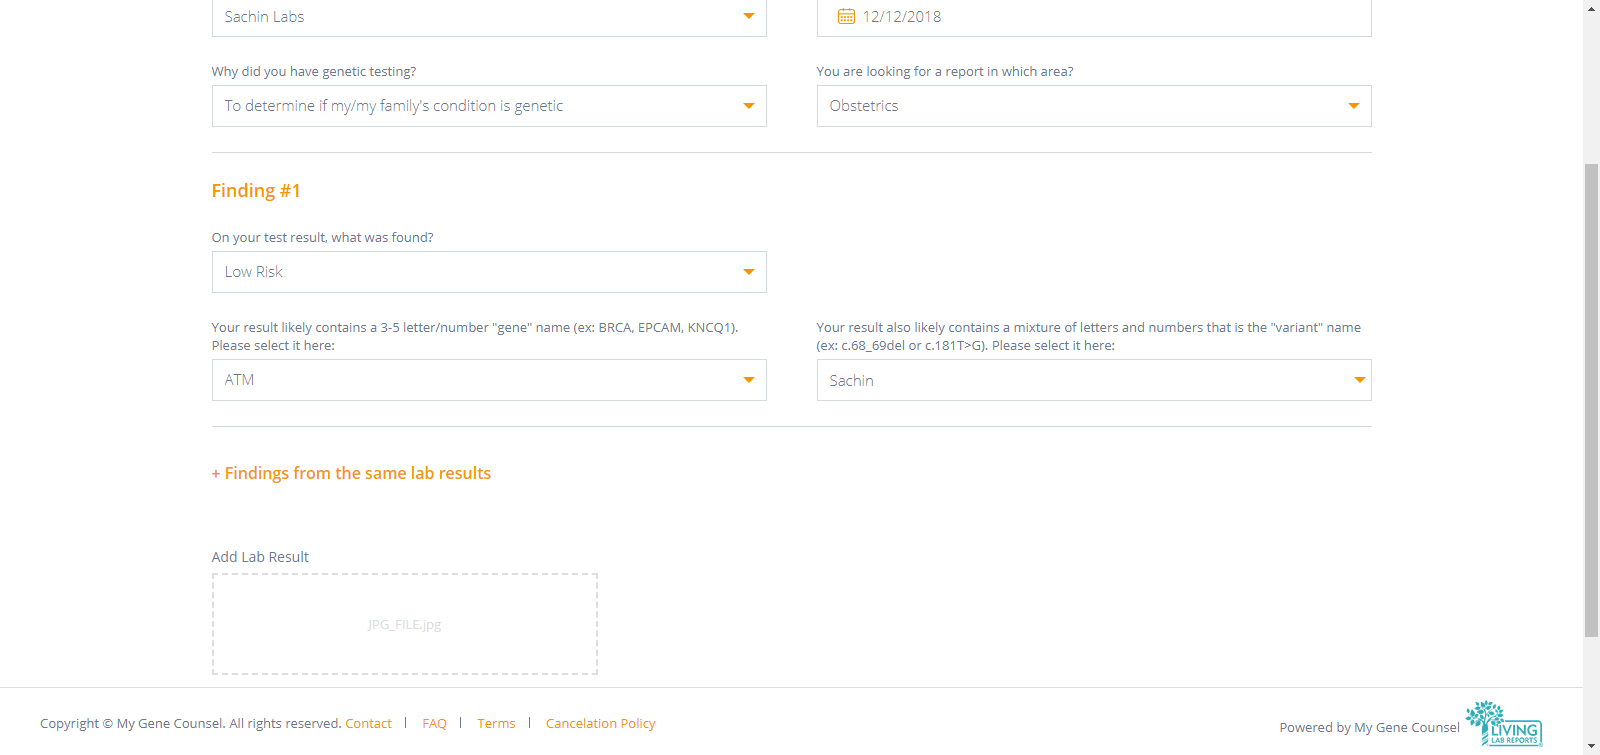 Sachin Labs
12/12/2018
Why did you have genetic testing?
You are looking for a report in which area?
To determine if my/my family's condition is genetic
Obstetrics
Finding #1
On your test result, what was found?
Low Risk
Your result likely contains a 3-5 letter/number "gene" name (ex: BRCA, EPCAM, KNCQ1).
Please select it here:
Your result also likely contains a mixture of letters and numbers that is the "variant" name
(ex: c.68_69del or c.181T>G). Please select it here:
ATM
Sachin
+ Findings from the same lab results
Add Lab Result
JPG_FILE.jpg
Copyright © My Gene Counsel. All rights reserved. Contact | FAQ | Terms | Cancelation Policy
Powered by My Gene Counsel
LIVING
LAB REPORTS